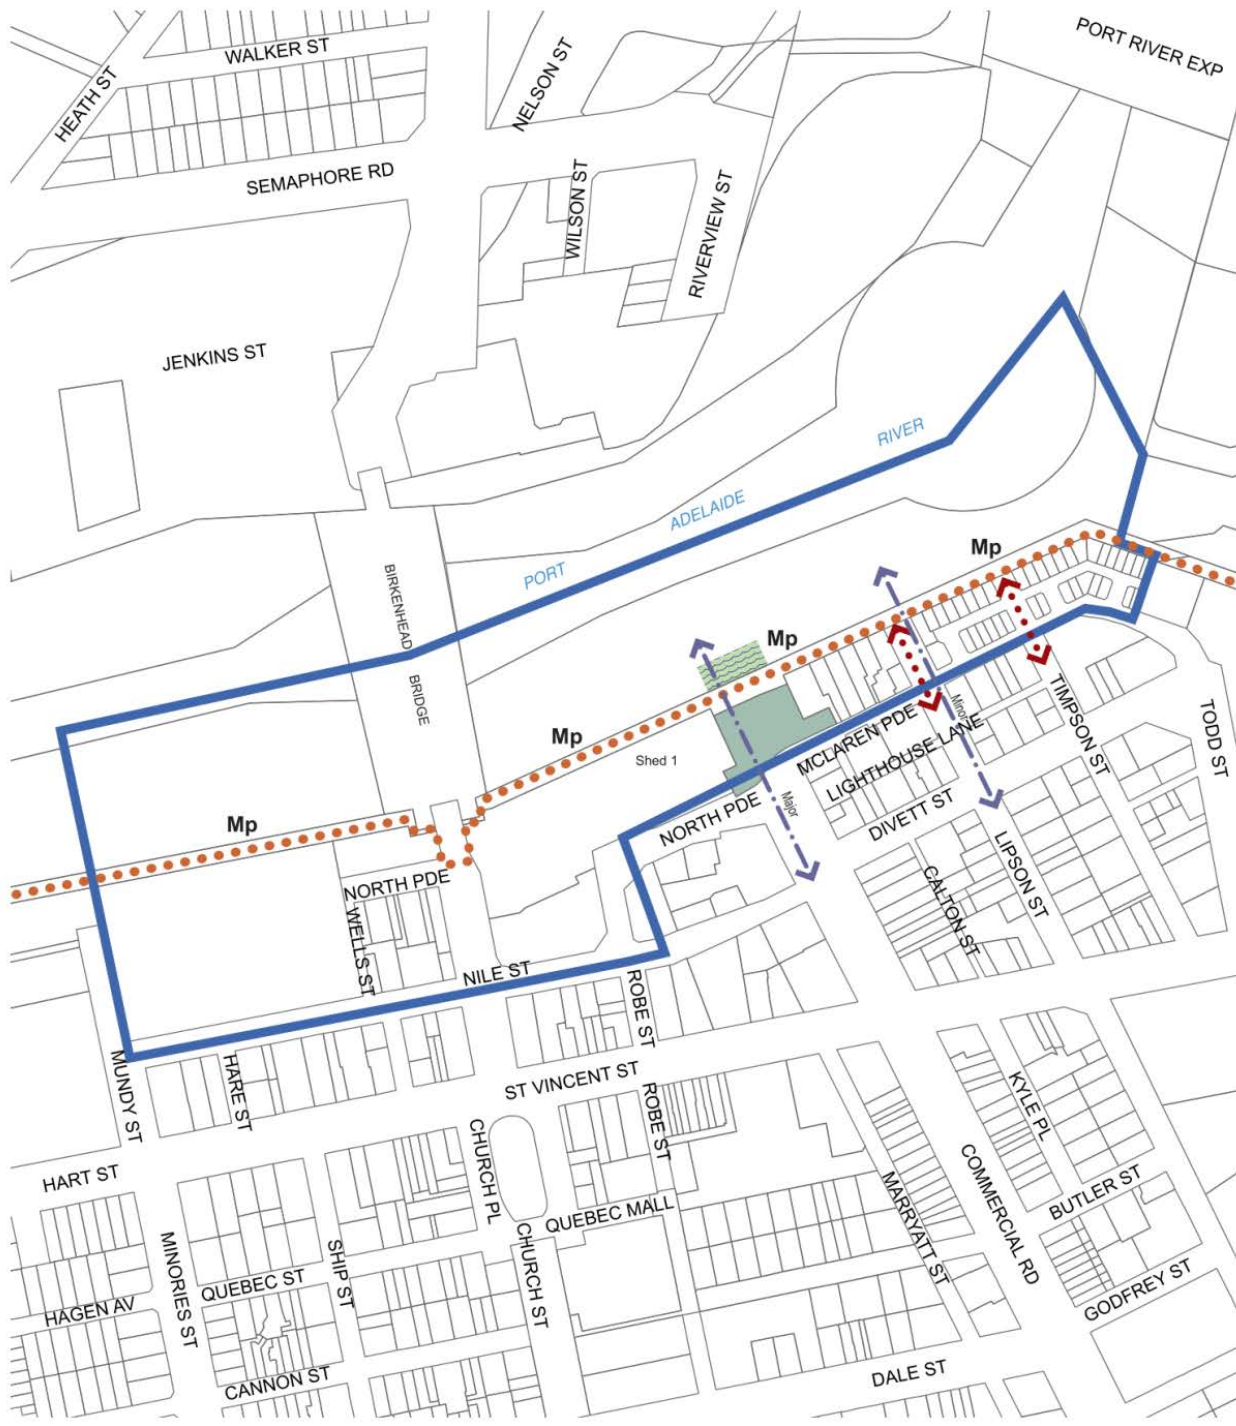 PORT RIVER EXP
WALKER ST
HEATH ST
NELSON ST
SEMAPHORE RD
WILSON ST
RIVERVIEW ST
JENKINS ST
RIVER
ADELAIDE
PORT
Mp
BIRKENHEAD
BRIDGE
Mp
Mp
Shed 1
Mp
Minor
Major
MCLAREN PDE
LIGHTHOUSE LANE
TIMPSON ST
TODD ST
NORTH PDE
DIVETT ST
LIPSON ST
CALTON ST
NORTH PDE
WELLS ST
NILE ST
ROBE ST
MUNDY ST
HARE ST
ST VINCENT ST
ROBE ST
KYLE PL
CHURCH PL
HART ST
COMMERCIAL RD
MARRYATT ST
BUTLER ST
QUEBEC MALL
MINORIES ST
SHIP ST
CHURCH ST
QUEBEC ST
HAGEN AV
GODFREY ST
CANNON ST
DALE ST